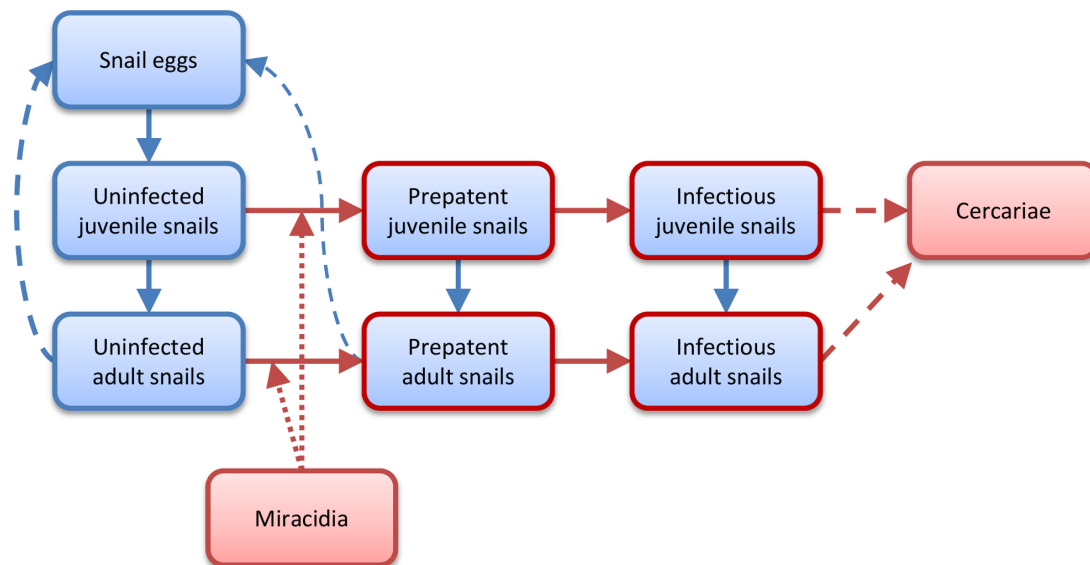 Snail eggs
Uninfected
juvenile snails
Prepatent
juvenile snails
Infectious
juvenile snails
Cercariae
Uninfected
adult snails
Prepatent
adult snails
Infectious
adult snails
Miracidia